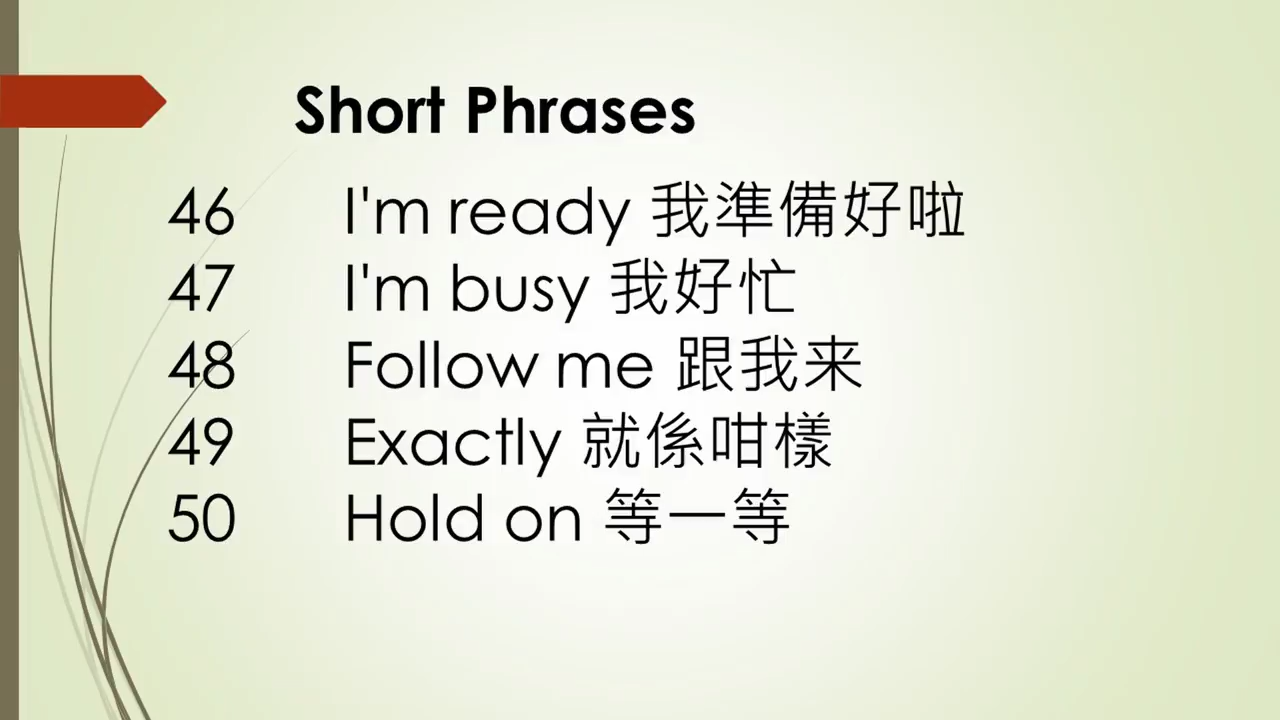 Short Phrases
46 I'm ready 我準備好啦
47 I'm busy 我好忙
48 Follow me 跟我来
49 Exactly 就係咁樣
50 Hold on 等一等